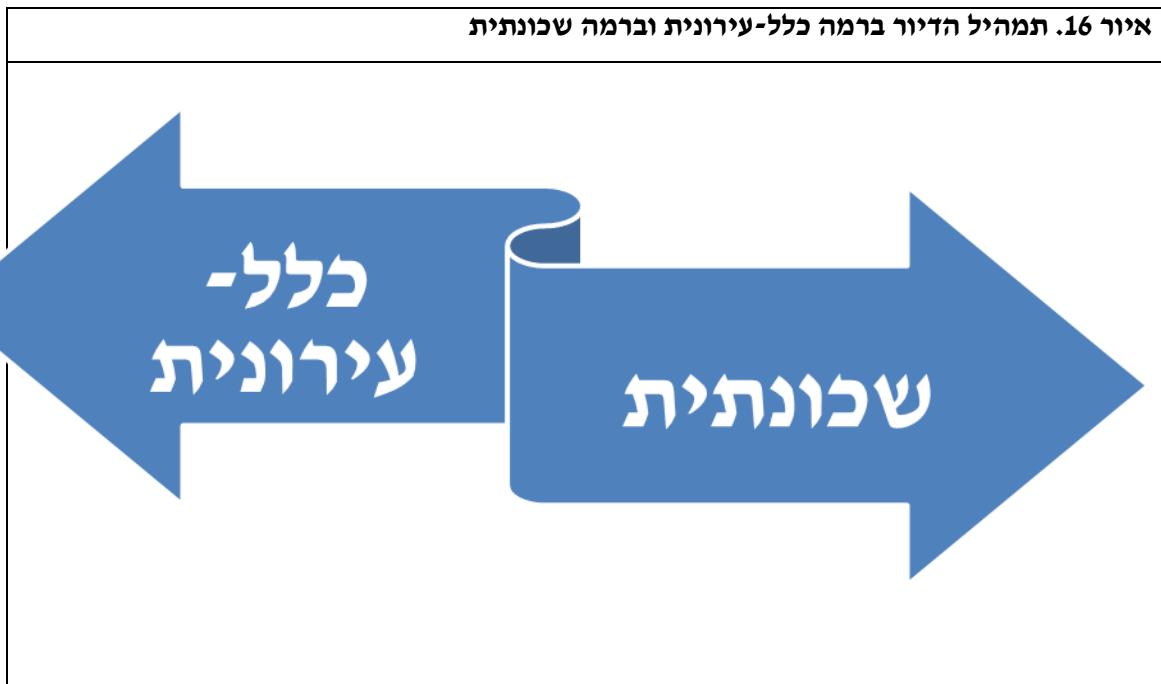 איור 16. תמהיל הדיור ברמה כלל-עירונית וברמה שכונתית
שכונתית
כלל-
עירונית